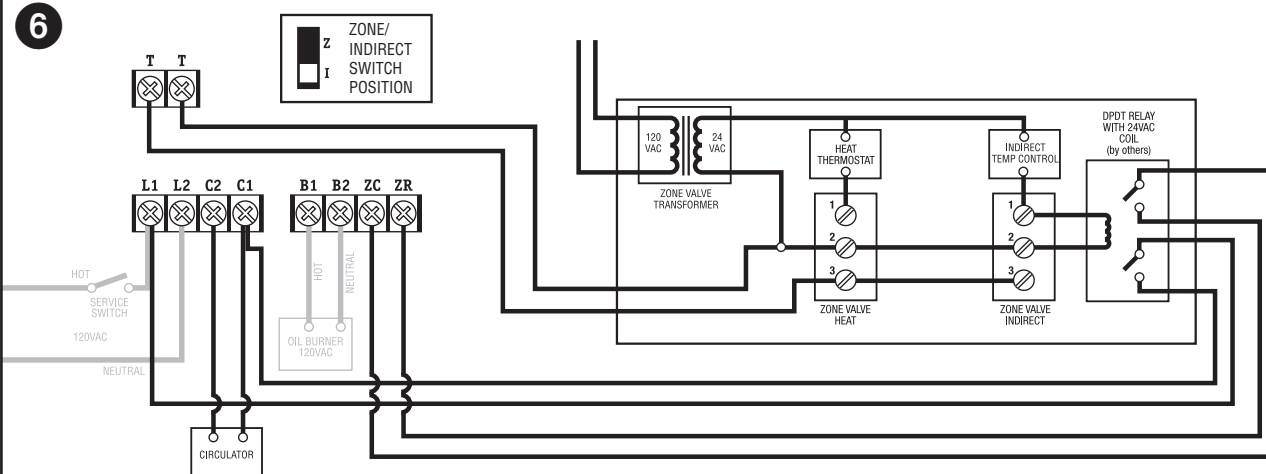 6
ZONE/
INDIRECT
SWITCH
POSITION
Z
I
T T
L1 L2 C2 C1 B1 B2 ZC ZR
HOT
SERVICE
SWITCH
120VAC
NEUTRAL
HOT
NEUTRAL
OIL BURNER
120VAC
CIRCULATOR
120
VAC
24
VAC
ZONE VALVE
TRANSFORMER
HEAT
THERMOSTAT
INDIRECT
TEMP CONTROL
DPDT RELAY
WITH 24VAC
COIL
(by others)
1
2
3
ZONE VALVE
HEAT
1
2
3
ZONE VALVE
INDIRECT